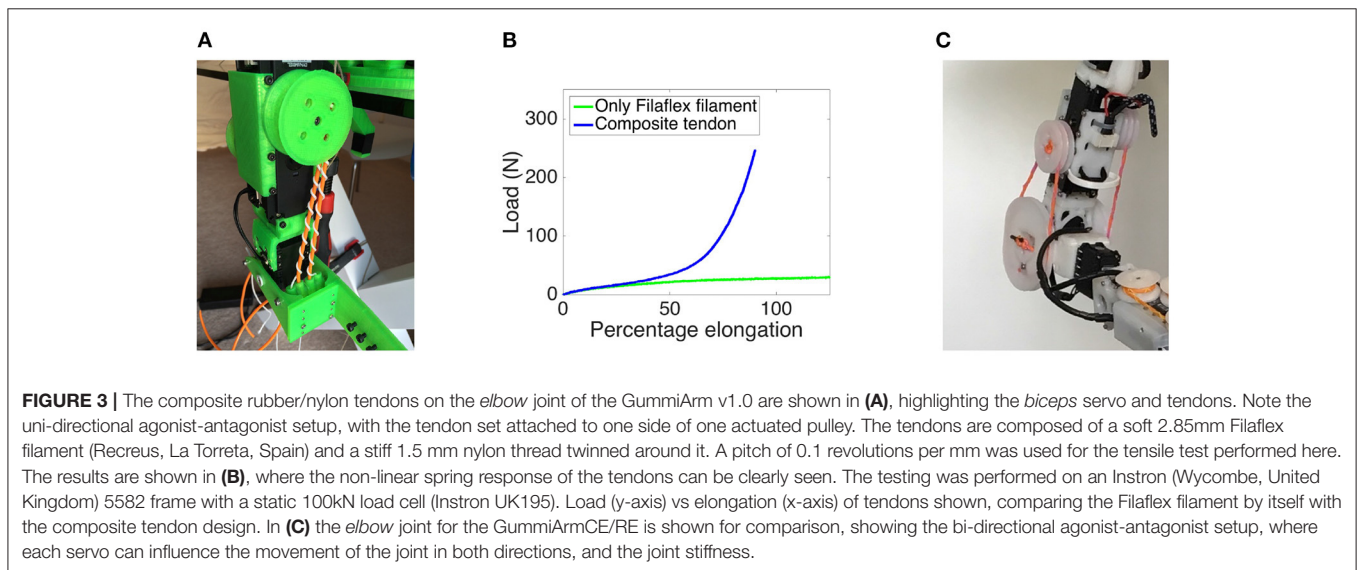 A
B
C
Only Filaflex filament
Composite tendon
300
200
100
0
Load (N)
0
50
100
Percentage elongation
FIGURE 3 | The composite rubber/nylon tendons on the elbow joint of the GummiArm v1.0 are shown in (A), highlighting the biceps servo and tendons. Note the
uni-directional agonist-antagonist setup, with the tendon set attached to one side of one actuated pulley. The tendons are composed of a soft 2.85mm Filaflex
filament (Recreus, La Torreta, Spain) and a stiff 1.5 mm nylon thread twinned around it. A pitch of 0.1 revolutions per mm was used for the tensile test performed here.
The results are shown in (B), where the non-linear spring response of the tendons can be clearly seen. The testing was performed on an Instron (Wycombe, United
Kingdom) 5582 frame with a static 100kN load cell (Instron UK195). Load (y-axis) vs elongation (x-axis) of tendons shown, comparing the Filaflex filament by itself with
the composite tendon design. In (C) the elbow joint for the GummiArmCE/RE is shown for comparison, showing the bi-directional agonist-antagonist setup, where
each servo can influence the movement of the joint in both directions, and the joint stiffness.